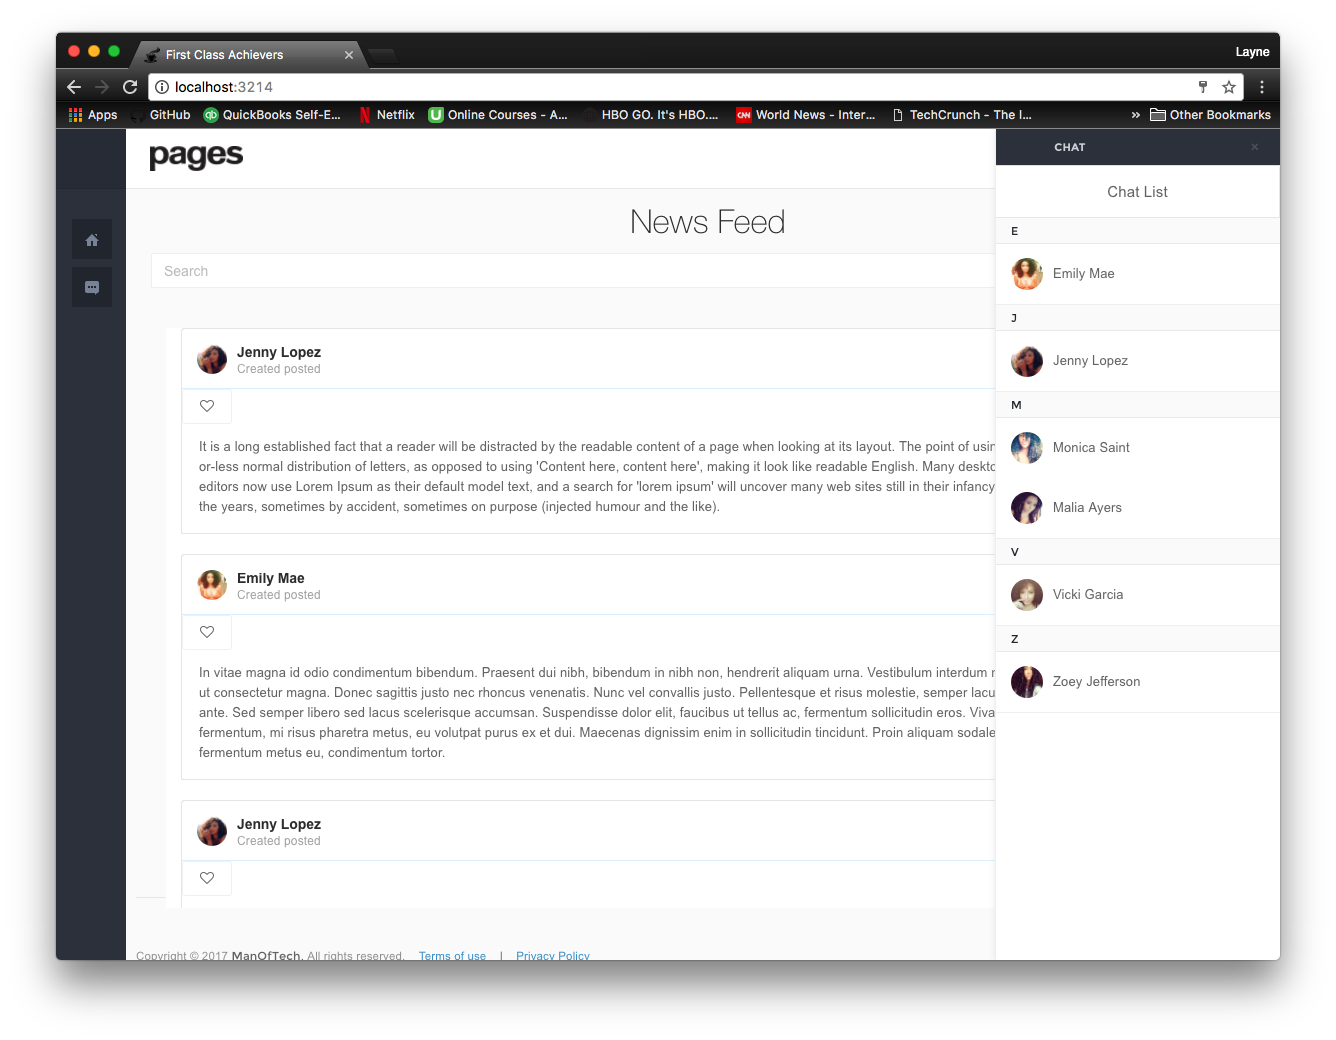 First Class Achievers
Layne
localhost:3214
Apps
GitHub
QuickBooks Self-E...
Netflix
Online Courses - A...
HBO GO. It's HBO....
CNN
World News - Inter...
TechCrunch - The I...
»
Other Bookmarks
pages
News Feed
Search
Jenny Lopez
Created posted
It is a long established fact that a reader will be distracted by the readable content of a page when looking at its layout. The point of usin
or-less normal distribution of letters, as opposed to using 'Content here, content here', making it look like readable English. Many deskto
editors now use Lorem Ipsum as their default model text, and a search for 'lorem ipsum' will uncover many web sites still in their infancy
the years, sometimes by accident, sometimes on purpose (injected humour and the like).
Emily Mae
Created posted
In vitae magna id odio condimentum bibendum. Praesent dui nibh, bibendum in nibh non, hendrerit aliquam urna. Vestibulum interdum
ut consectetur magna. Donec sagittis justo nec rhoncus venenatis. Nunc vel convallis justo. Pellentesque et risus molestie, semper lacu
ante. Sed semper libero sed lacus scelerisque accumsan. Suspendisse dolor elit, faucibus ut tellus ac, fermentum sollicitudin eros. Viva
fermentum, mi risus pharetra metus, eu volutpat purus ex et dui. Maecenas dignissim enim in sollicitudin tincidunt. Proin aliquam sodale
fermentum metus eu, condimentum tortor.
Jenny Lopez
Created posted
Copyright © 2017 ManOfTech. All rights reserved. Terms of use | Privacy Policy
CHAT
Chat List
E
Emily Mae
J
Jenny Lopez
M
Monica Saint
Malia Ayers
V
Vicki Garcia
Z
Zoey Jefferson